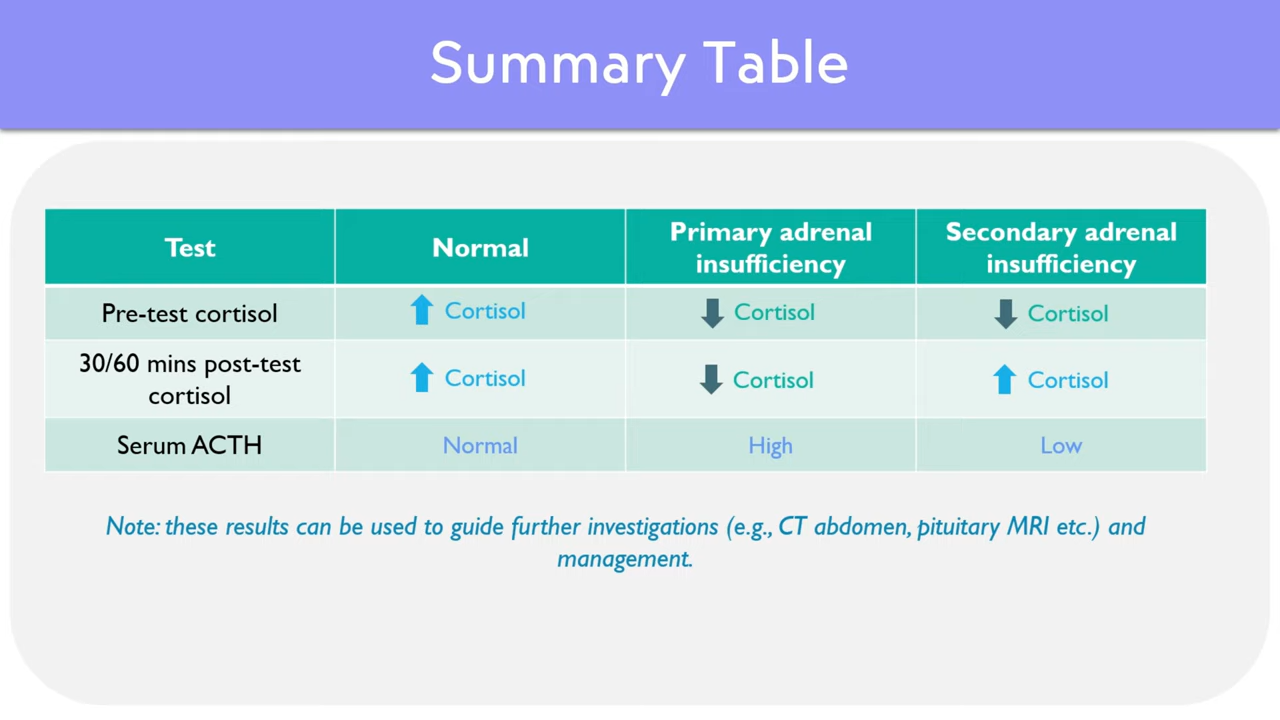 Summary Table
Test
Normal
Primary adrenal
insufficiency
Secondary adrenal
insufficiency
Pre-test cortisol
Cortisol
Cortisol
Cortisol
30/60 mins post-test
cortisol
Cortisol
Cortisol
Cortisol
Serum ACTH
Normal
High
Low
Note: these results can be used to guide further investigations (e.g., CT abdomen, pituitary MRI etc.) and
management.